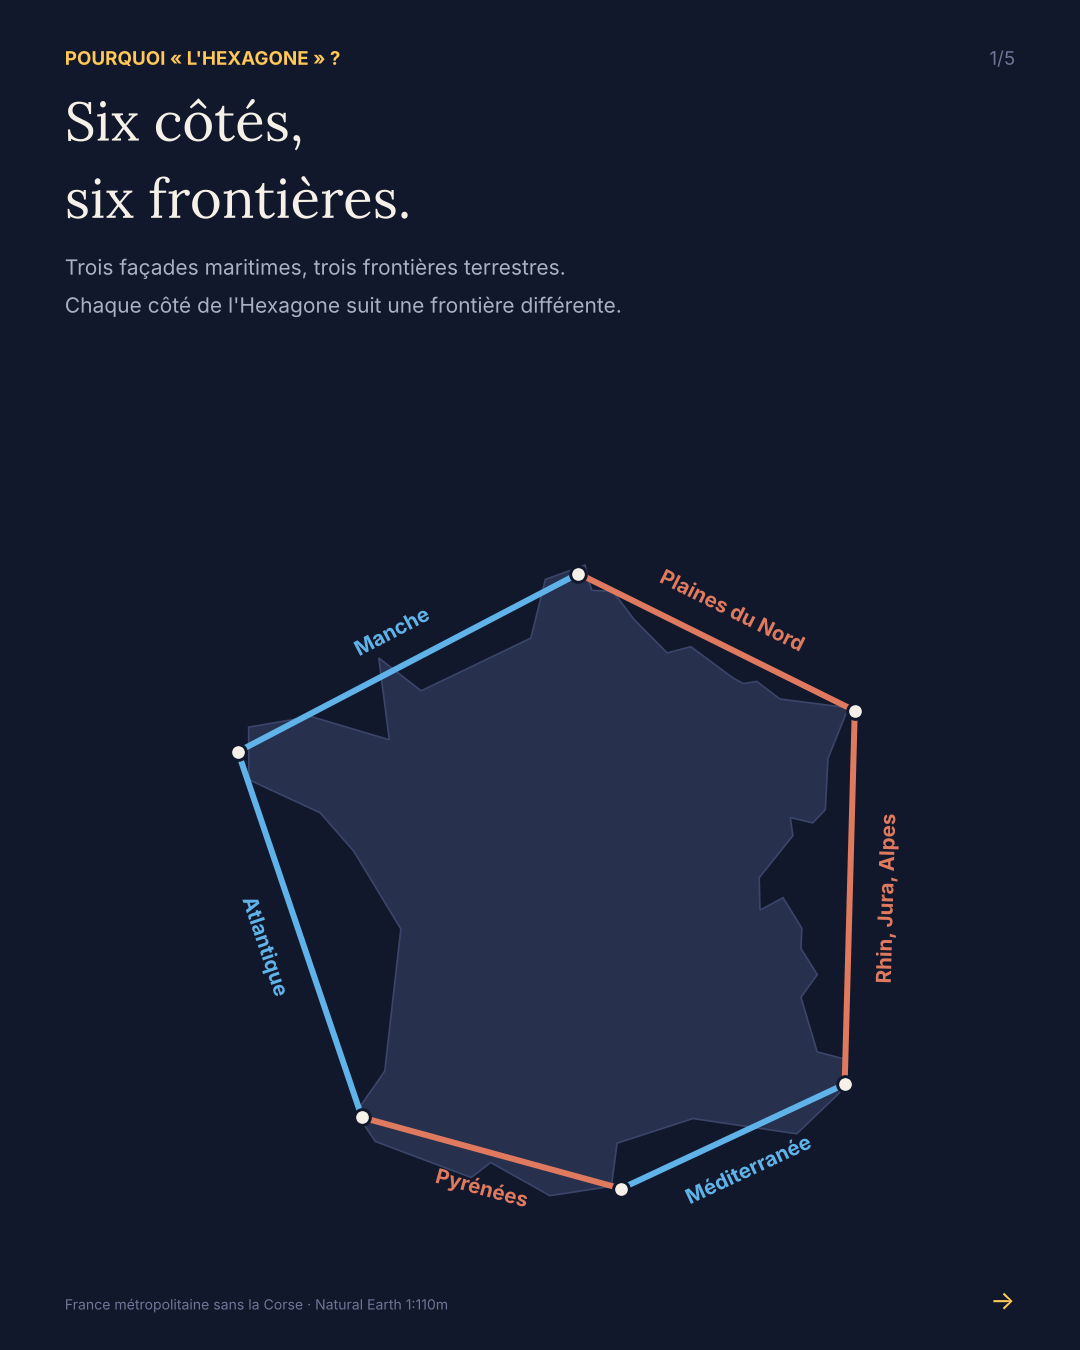 POURQUOI « L'HEXAGONE » ?
1/5
Six côtés,
six frontières.
Trois façades maritimes, trois frontières terrestres.
Chaque côté de l'Hexagone suit une frontière différente.
Plaines du Nord
Manche
Rhin, Jura, Alpes
Atlantique
Méditerranée
Pyrénées
France métropolitaine sans la Corse · Natural Earth 1:110m
→